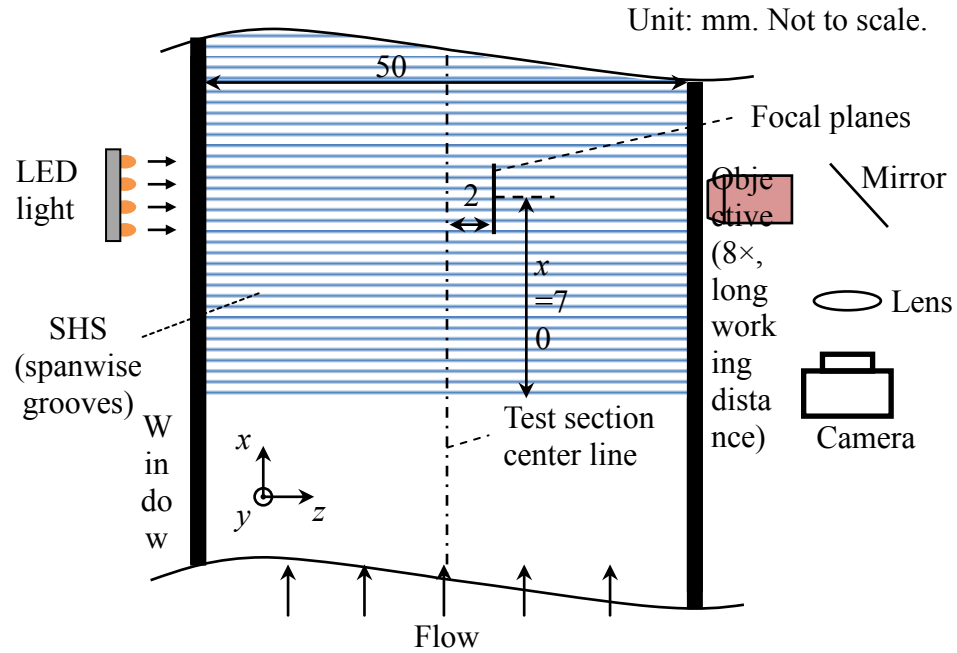 Unit: mm. Not to scale.
50
Focal planes
LED
light
2
Mirror
Obje
ctive
(8×,
long
work
ing
dista
nce)
x
=7
0
Lens
SHS
(spanwise
grooves)
W
in
do
w
Test section
center line
Camera
x
y
z
Flow